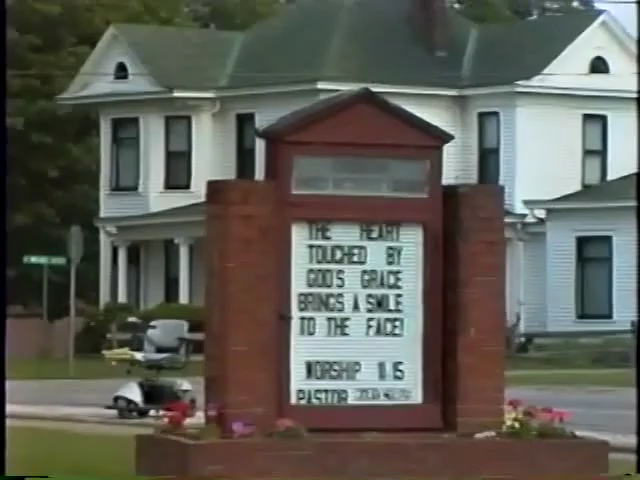 THE HEART
TOUCHED BY
GOD'S GRACE
BRINGS A SMILE
TO THE FACE!
WORSHIP 11:15
PASTOR